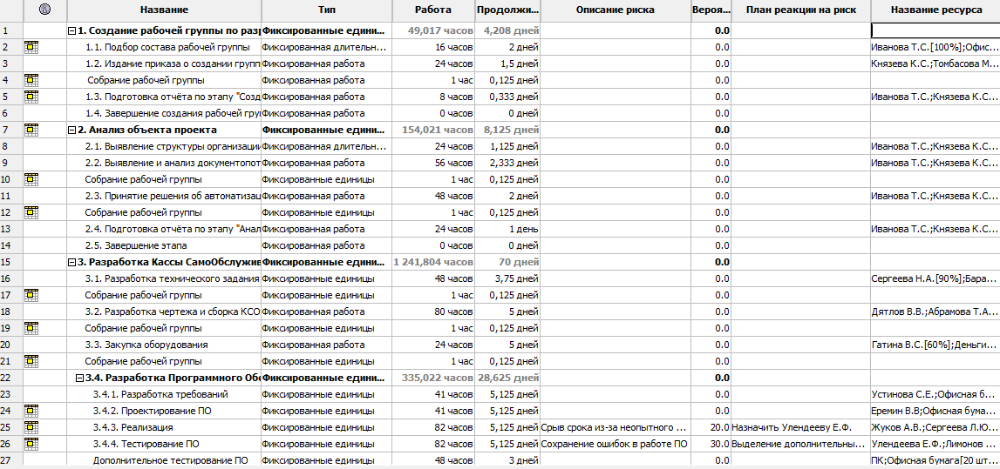 Название Тип Работа Продолжи... Описание риска Вероя... План реакции на риск Название ресурса
1 1. Создание рабочей группы по раз Фиксированные едини... 49,017 часов 4,208 дней 0.0
2 1.1. Подбор состава рабочей группы Фиксированная длительн... 16 часов 2 дней 0.0 Иванова Т.С.[100%];Офис...
3 1.2. Издание приказа о создании групп Фиксированная работа 24 часов 1,5 дней 0.0 Князева К.С.;Томбасова М...
4 Собрание рабочей группы Фиксированная работа 1 час 0,125 дней 0.0
5 1.3. Подготовка отчёта по этапу "Созд Фиксированная работа 8 часов 0,333 дней 0.0 Иванова Т.С.;Князева К.С...
6 1.4. Завершение создания рабочей гру Фиксированная работа 0 часов 0 дней 0.0
7 2. Анализ объекта проекта Фиксированные едини... 154,021 часов 8,125 дней 0.0
8 2.1. Выявление структуры организации Фиксированная длительн... 24 часов 1,125 дней 0.0 Иванова Т.С.;Князева К.С...
9 2.2. Выявление и анализ документопот Фиксированная работа 56 часов 2,333 дней 0.0 Иванова Т.С.;Князева К.С...
10 Собрание рабочей группы Фиксированные единицы 1 час 0,125 дней 0.0
11 2.3. Принятие решения об автоматизац Фиксированная работа 48 часов 2 дней 0.0 Иванова Т.С.;Князева К.С...
12 Собрание рабочей группы Фиксированные единицы 1 час 0,125 дней 0.0
13 2.4. Подготовка отчёта по этапу "Анал Фиксированная работа 24 часов 1 день 0.0 Иванова Т.С.;Князева К.С...
14 2.5. Завершение этапа Фиксированная работа 0 часов 0 дней 0.0
15 3. Разработка Кассы СамоОбслужив Фиксированные едини... 1 241,804 часов 70 дней 0.0
16 3.1. Разработка технического задания Фиксированные единицы 48 часов 3,75 дней 0.0 Сергеева Н.А.[90%];Бара...
17 Собрание рабочей группы Фиксированные единицы 1 час 0,125 дней 0.0
18 3.2. Разработка чертежа и сборка КСО Фиксированная работа 80 часов 5 дней 0.0 Дятлов В.В.;Абрамова Т.А...
19 Собрание рабочей группы Фиксированные единицы 1 час 0,125 дней 0.0
20 3.3. Закупка оборудования Фиксированная работа 24 часов 5 дней 0.0 Гатина В.С.[60%];Деньги...
21 Собрание рабочей группы Фиксированные единицы 1 час 0,125 дней 0.0
22 3.4. Разработка Программного Обе Фиксированные едини... 335,022 часов 28,625 дней 0.0
23 3.4.1. Разработка требований Фиксированные единицы 41 часов 5,125 дней 0.0 Устинова С.Е.;Офисная б...
24 3.4.2. Проектирование ПО Фиксированные единицы 41 часов 5,125 дней 0.0 Еремин В.В;Офисная бума...
25 3.4.3. Реализация Фиксированные единицы 82 часов 5,125 дней Срыв срока из-за неопытного ... 20.0 Назначить Улендееву Е.Ф. Жуков А.В.;Сергеева Л.Ю...
26 3.4.4. Тестирование ПО Фиксированные единицы 82 часов 5,125 дней Сохранение ошибок в работе ПО 30.0 Выделение дополнительны... Улендеева Е.Ф.;Лимонов ...
27 Дополнительное тестирование ПО Фиксированные единицы 48 часов 3 дней 0.0 ПК;Офисная бумага[20 шт...